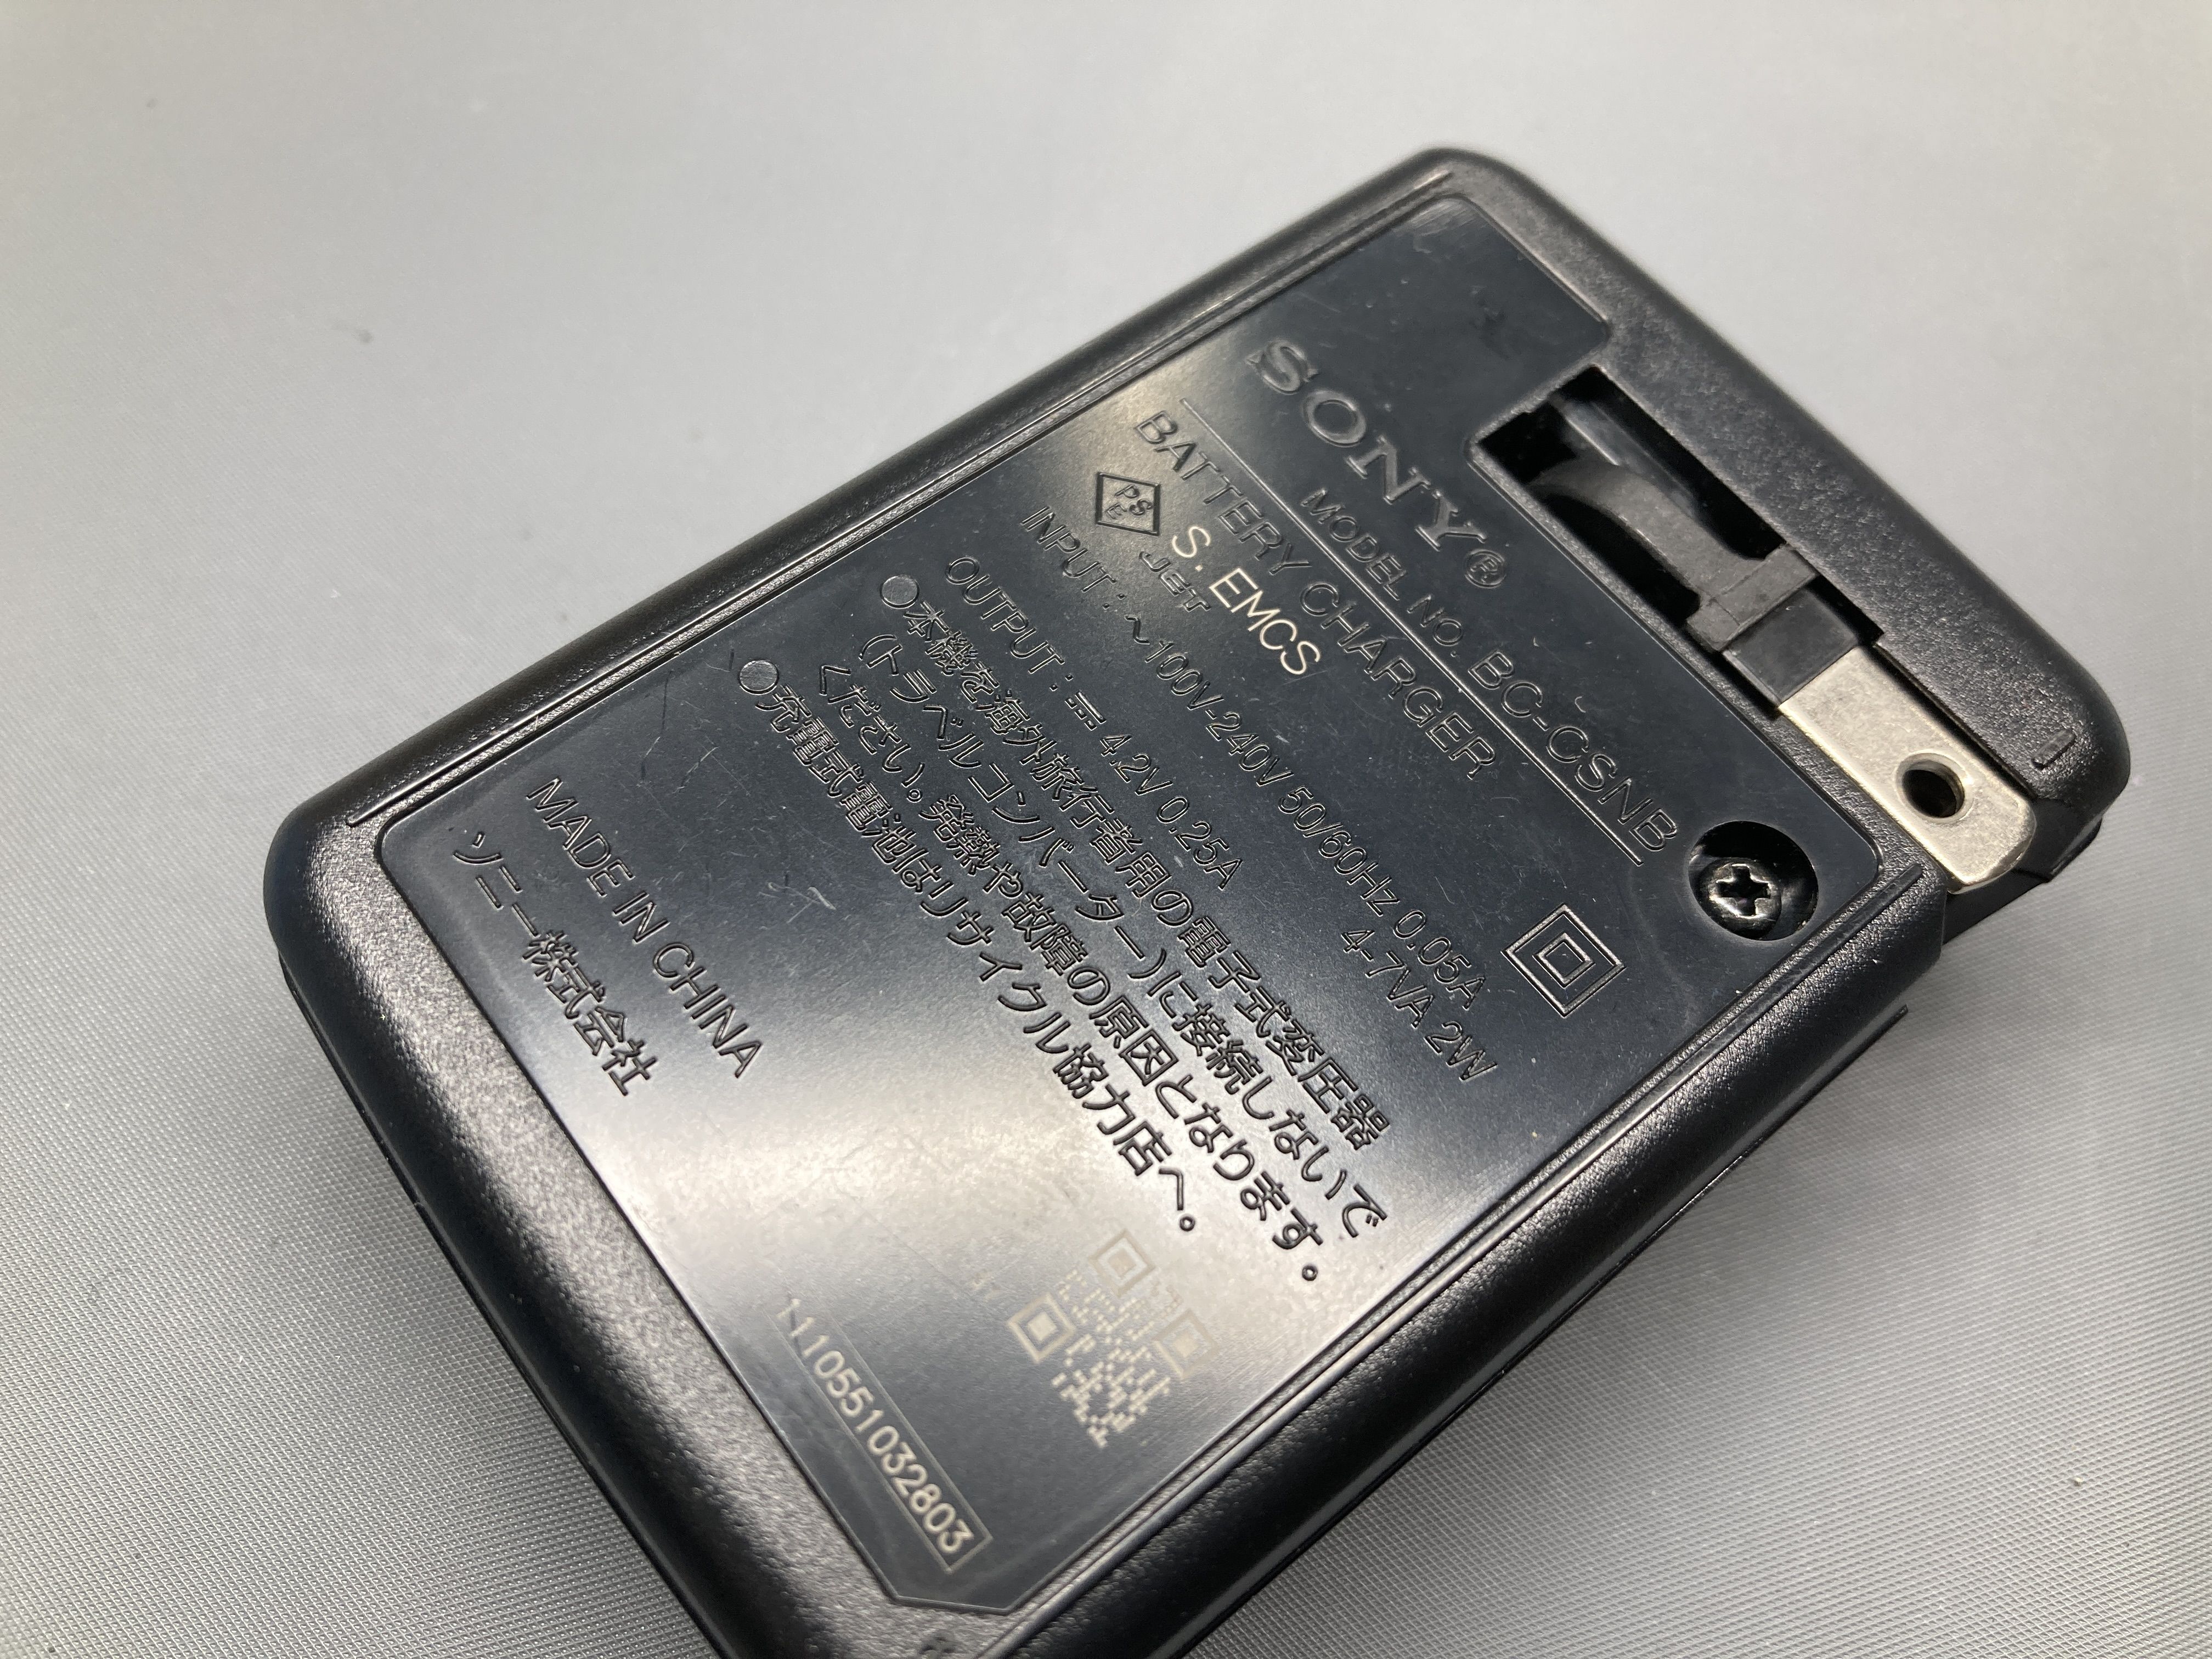 SONY®
MODEL NO. BC-CSNB
BATTERY CHARGER
PSE JET S. EMCS
INPUT : ~100V-240V 50/60Hz 0.05A
4-7VA 2W
OUTPUT : ⎓ 4.2V 0.25A
●本機を海外旅行者用の電子式変圧器
(トラベルコンバーター)に接続しないで
ください。発熱や故障の原因となります。
●充電式電池はリサイクル協力店へ。
MADE IN CHINA
ソニー株式会社
1110551032803